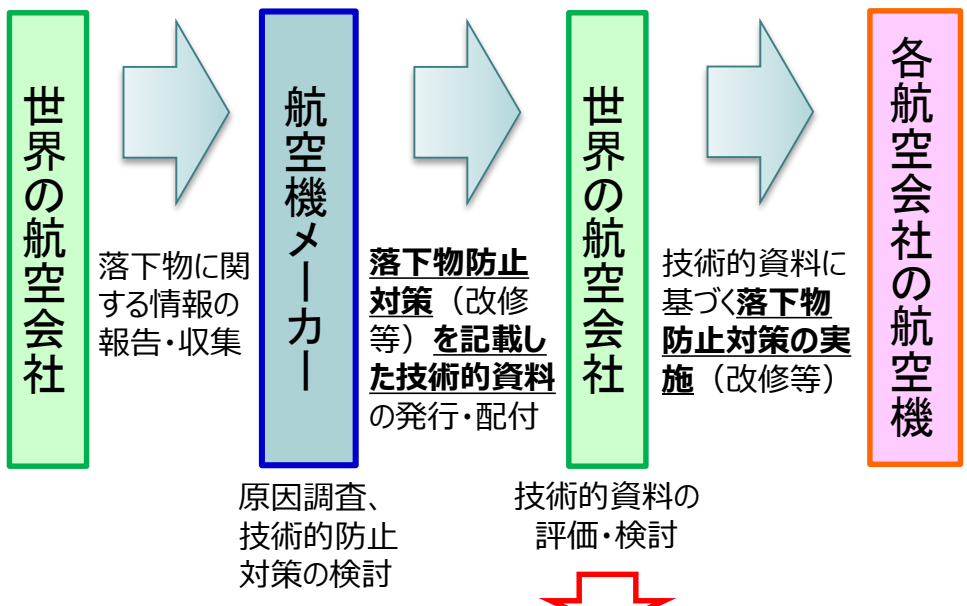 世界の航空会社
落下物に関
する情報の
報告・収集
航空機メーカー
原因調査、
技術的防止
対策の検討
落下物防止
対策（改修
等）を記載し
た技術的資料
の発行・配付
世界の航空会社
技術的資料の
評価・検討
技術的資料に
基づく落下物
防止対策の実
施（改修等）
各航空会社の航空機